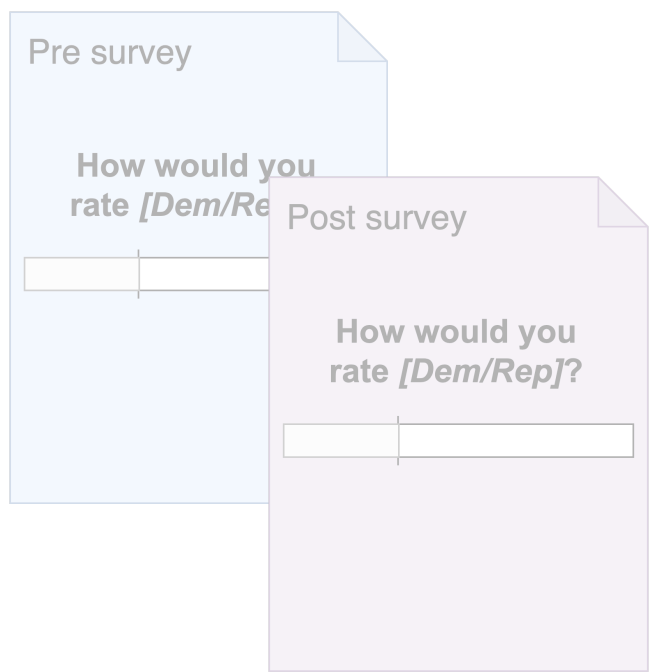 Pre survey
How would you
rate [Dem/Re
Post survey
How would you
rate [Dem/Rep]?